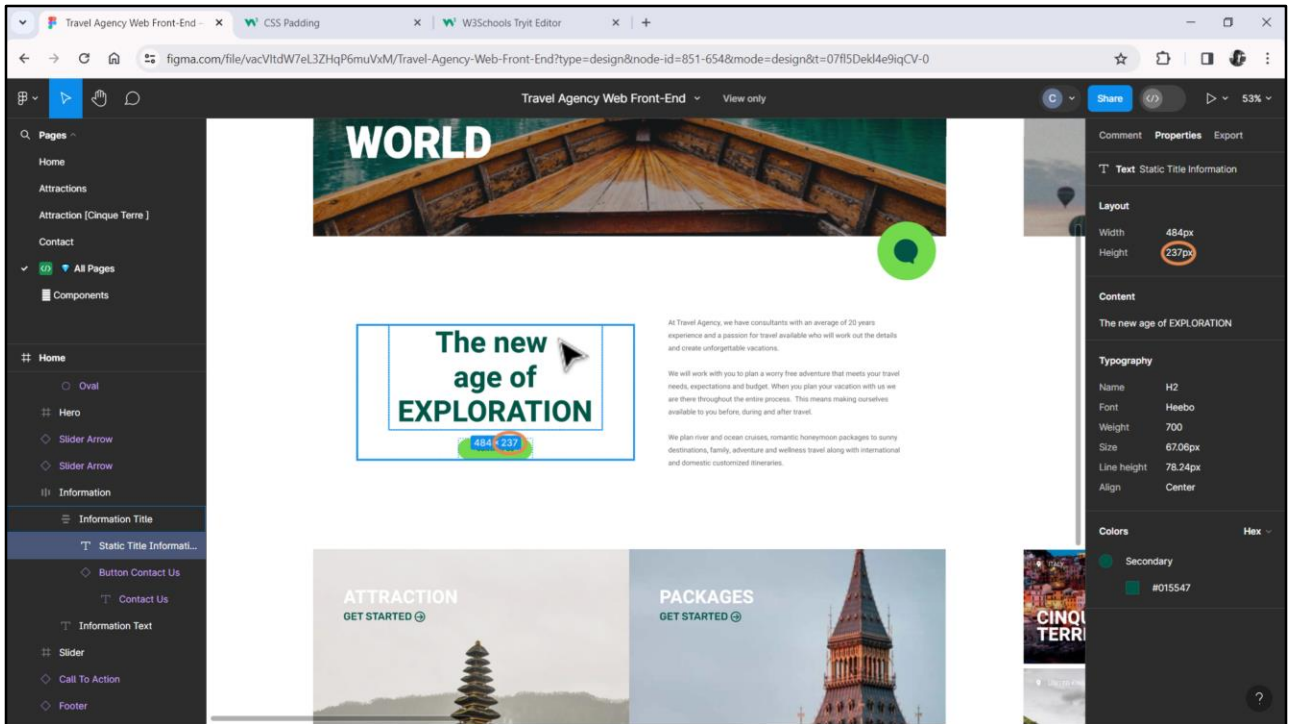 Travel Agency Web Front-End –
CSS Padding
W3Schools Tryit Editor
figma.com/file/vacVItdW7eL3ZHqP6muVxM/Travel-Agency-Web-Front-End?type=design&node-id=851-654&mode=design&t=07fl5Dekl4e9iqCV-0
Travel Agency Web Front-End
View only
C
Share
53%
Pages
Home
Attractions
Attraction [Cinque Terre ]
Contact
All Pages
Components
Home
Oval
Hero
Slider Arrow
Slider Arrow
Information
Information Title
Static Title Informati...
Button Contact Us
Contact Us
Information Text
Slider
Call To Action
Footer
WORLD
The new
age of
EXPLORATION
484 × 237
At Travel Agency, we have consultants with an average of 20 years
experience and a passion for travel available who will work out the details
and create unforgettable vacations.
We will work with you to plan a worry free adventure that meets your travel
needs, expectations and budget. When you plan your vacation with us we
are there throughout the entire process. This means making ourselves
available to you before, during and after travel.
We plan river and ocean cruises, romantic honeymoon packages to sunny
destinations, family, adventure and wellness travel along with international
and domestic customized itineraries.
ATTRACTION
GET STARTED
PACKAGES
GET STARTED
ITALY
CINQU
TERRE
Comment
Properties
Export
Text Static Title Information
Layout
Width 484px
Height 237px
Content
The new age of EXPLORATION
Typography
Name H2
Font Heebo
Weight 700
Size 67.06px
Line height 78.24px
Align Center
Colors
Hex
Secondary
#015547
?